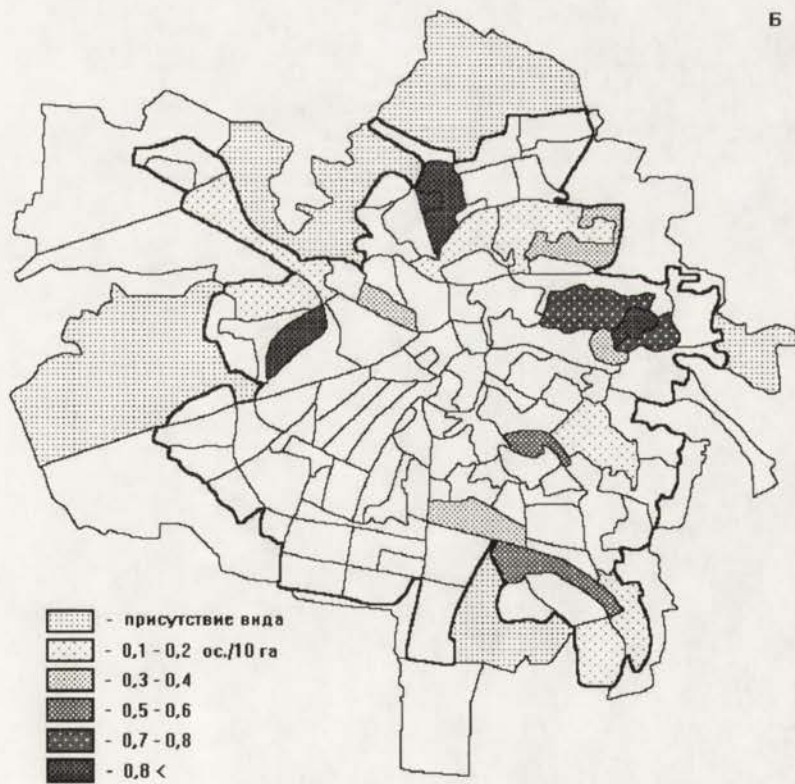 Б
- присутствие вида
- 0,1 - 0,2 ос./10 га
- 0,3 - 0,4
- 0,5 - 0,6
- 0,7 - 0,8
- 0,8 <